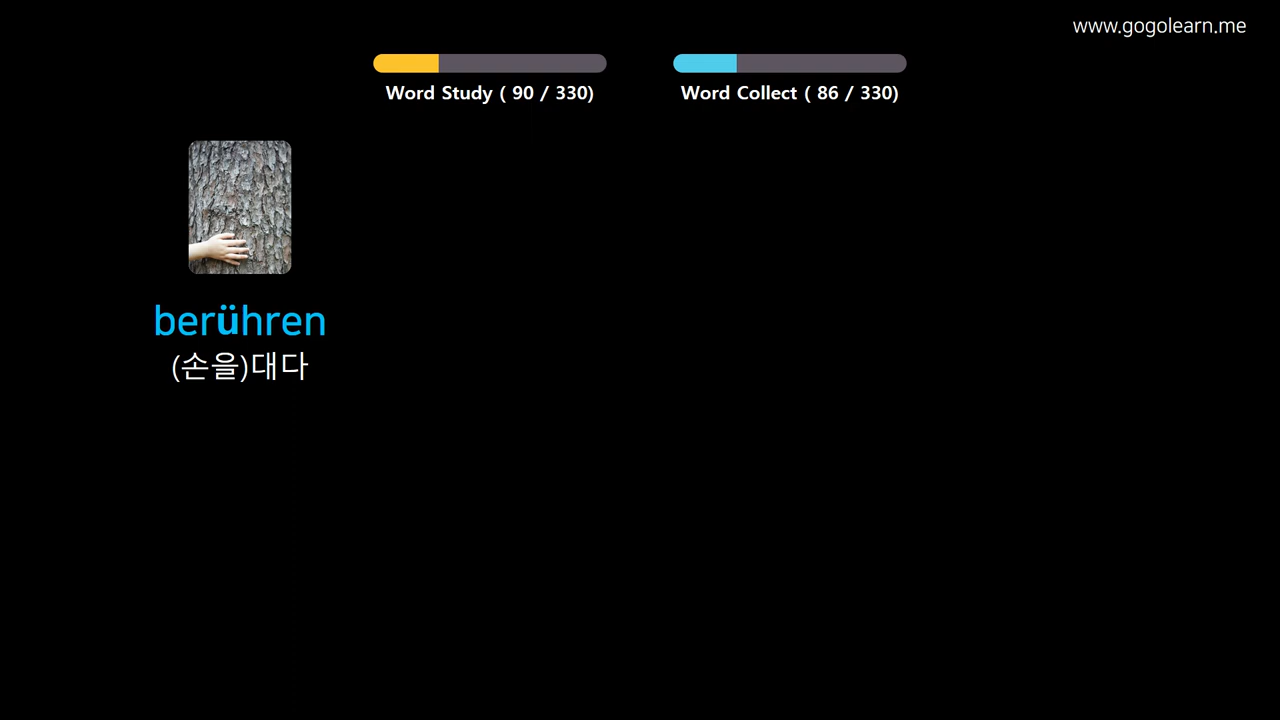 www.gogolearn.me
Word Study ( 90 / 330)
Word Collect ( 86 / 330)
berühren
(손을)대다